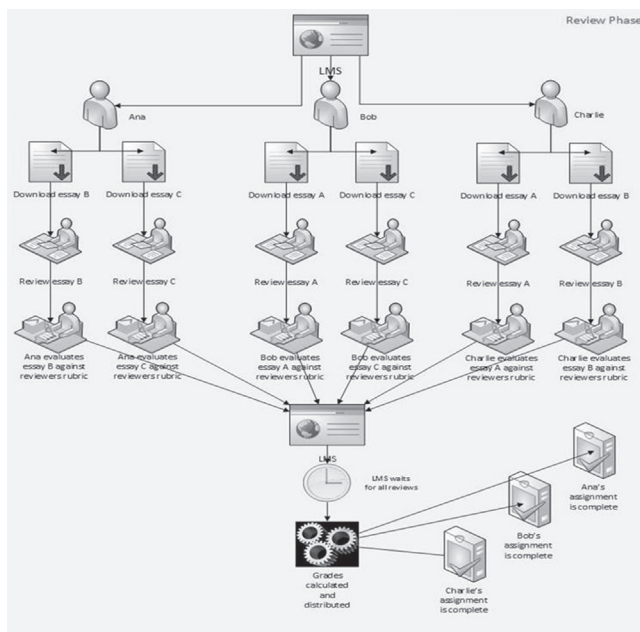 Review Phase
LMS
Ana
Bob
Charlie
Download essay B
Download essay C
Download essay A
Download essay C
Download essay A
Download essay B
Review essay B
Review essay C
Review essay A
Review essay C
Review essay A
Review essay B
Ana evaluates
essay B against
reviewers rubric
Ana evaluates
essay C against
reviewers rubric
Bob evaluates
essay A against
reviewers rubric
Bob evaluates
essay C against
reviewers rubric
Charlie evaluates
essay A against
reviewers rubric
Charlie evaluates
essay B against
reviewers rubric
LMS
LMS waits
for all reviews
Ana's
assignment
is complete
Bob's
assignment
is complete
Charlie's
assignment
is complete
Grades
calculated
and
distributed